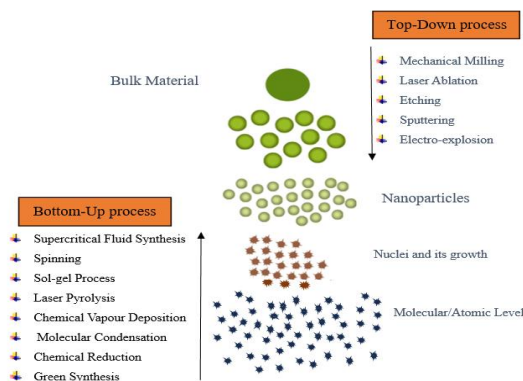 Top-Down process
Bulk Material
Mechanical Milling
Laser Ablation
Etching
Sputtering
Electro-explosion
Nanoparticles
Bottom-Up process
Supercritical Fluid Synthesis
Spinning
Sol-gel Process
Laser Pyrolysis
Chemical Vapour Deposition
Molecular Condensation
Chemical Reduction
Green Synthesis
Nuclei and its growth
Molecular/Atomic Level